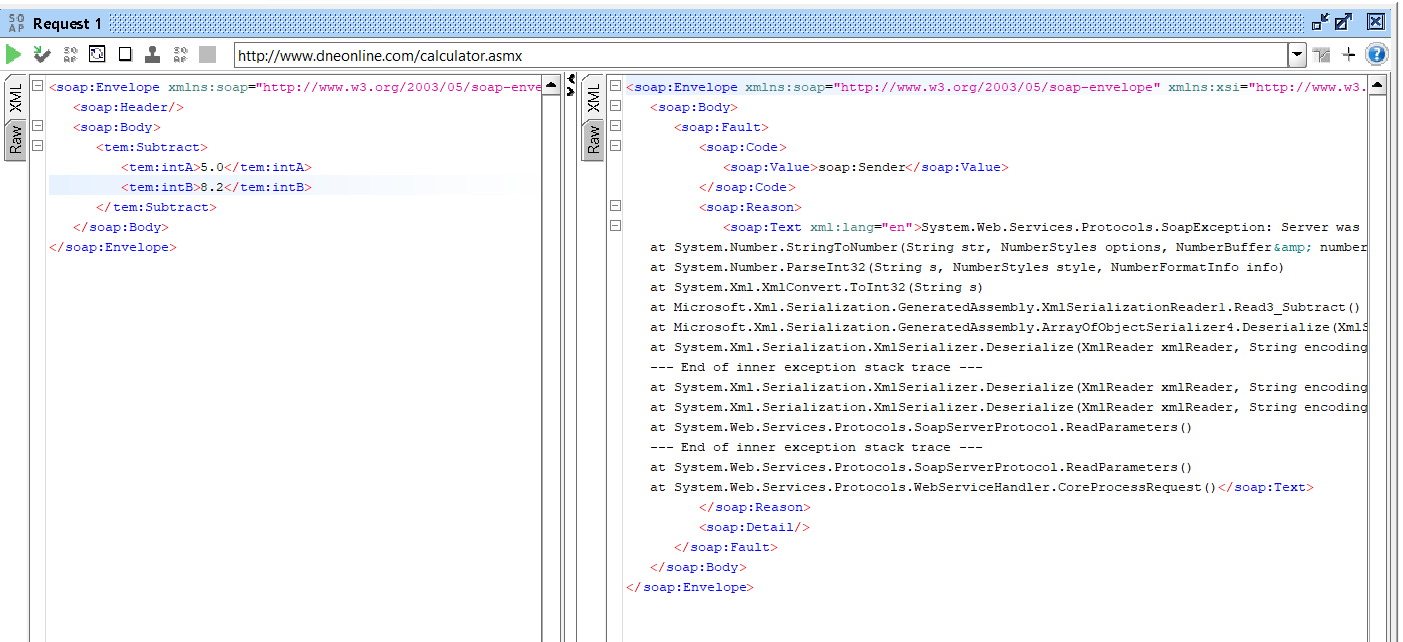 SO AP Request 1
SO AP SO AP http://www.dneonline.com/calculator.asmx ?
XML
Raw
<soap:Envelope xmlns:soap="http://www.w3.org/2003/05/soap-enve
<soap:Header/>
<soap:Body>
<tem:Subtract>
<tem:intA>5.0</tem:intA>
<tem:intB>8.2</tem:intB>
</tem:Subtract>
</soap:Body>
</soap:Envelope>
XML
Raw
<soap:Envelope xmlns:soap="http://www.w3.org/2003/05/soap-envelope" xmlns:xsi="http://www.w3.
<soap:Body>
<soap:Fault>
<soap:Code>
<soap:Value>soap:Sender</soap:Value>
</soap:Code>
<soap:Reason>
<soap:Text xml:lang="en">System.Web.Services.Protocols.SoapException: Server was
at System.Number.StringToNumber(String str, NumberStyles options, NumberBuffer&amp; number
at System.Number.ParseInt32(String s, NumberStyles style, NumberFormatInfo info)
at System.Xml.XmlConvert.ToInt32(String s)
at Microsoft.Xml.Serialization.GeneratedAssembly.XmlSerializationReader1.Read3_Subtract()
at Microsoft.Xml.Serialization.GeneratedAssembly.ArrayOfObjectSerializer4.Deserialize(XmlS
at System.Xml.Serialization.XmlSerializer.Deserialize(XmlReader xmlReader, String encoding
--- End of inner exception stack trace ---
at System.Xml.Serialization.XmlSerializer.Deserialize(XmlReader xmlReader, String encoding
at System.Xml.Serialization.XmlSerializer.Deserialize(XmlReader xmlReader, String encoding
at System.Web.Services.Protocols.SoapServerProtocol.ReadParameters()
--- End of inner exception stack trace ---
at System.Web.Services.Protocols.SoapServerProtocol.ReadParameters()
at System.Web.Services.Protocols.WebServiceHandler.CoreProcessRequest()</soap:Text>
</soap:Reason>
<soap:Detail/>
</soap:Fault>
</soap:Body>
</soap:Envelope>